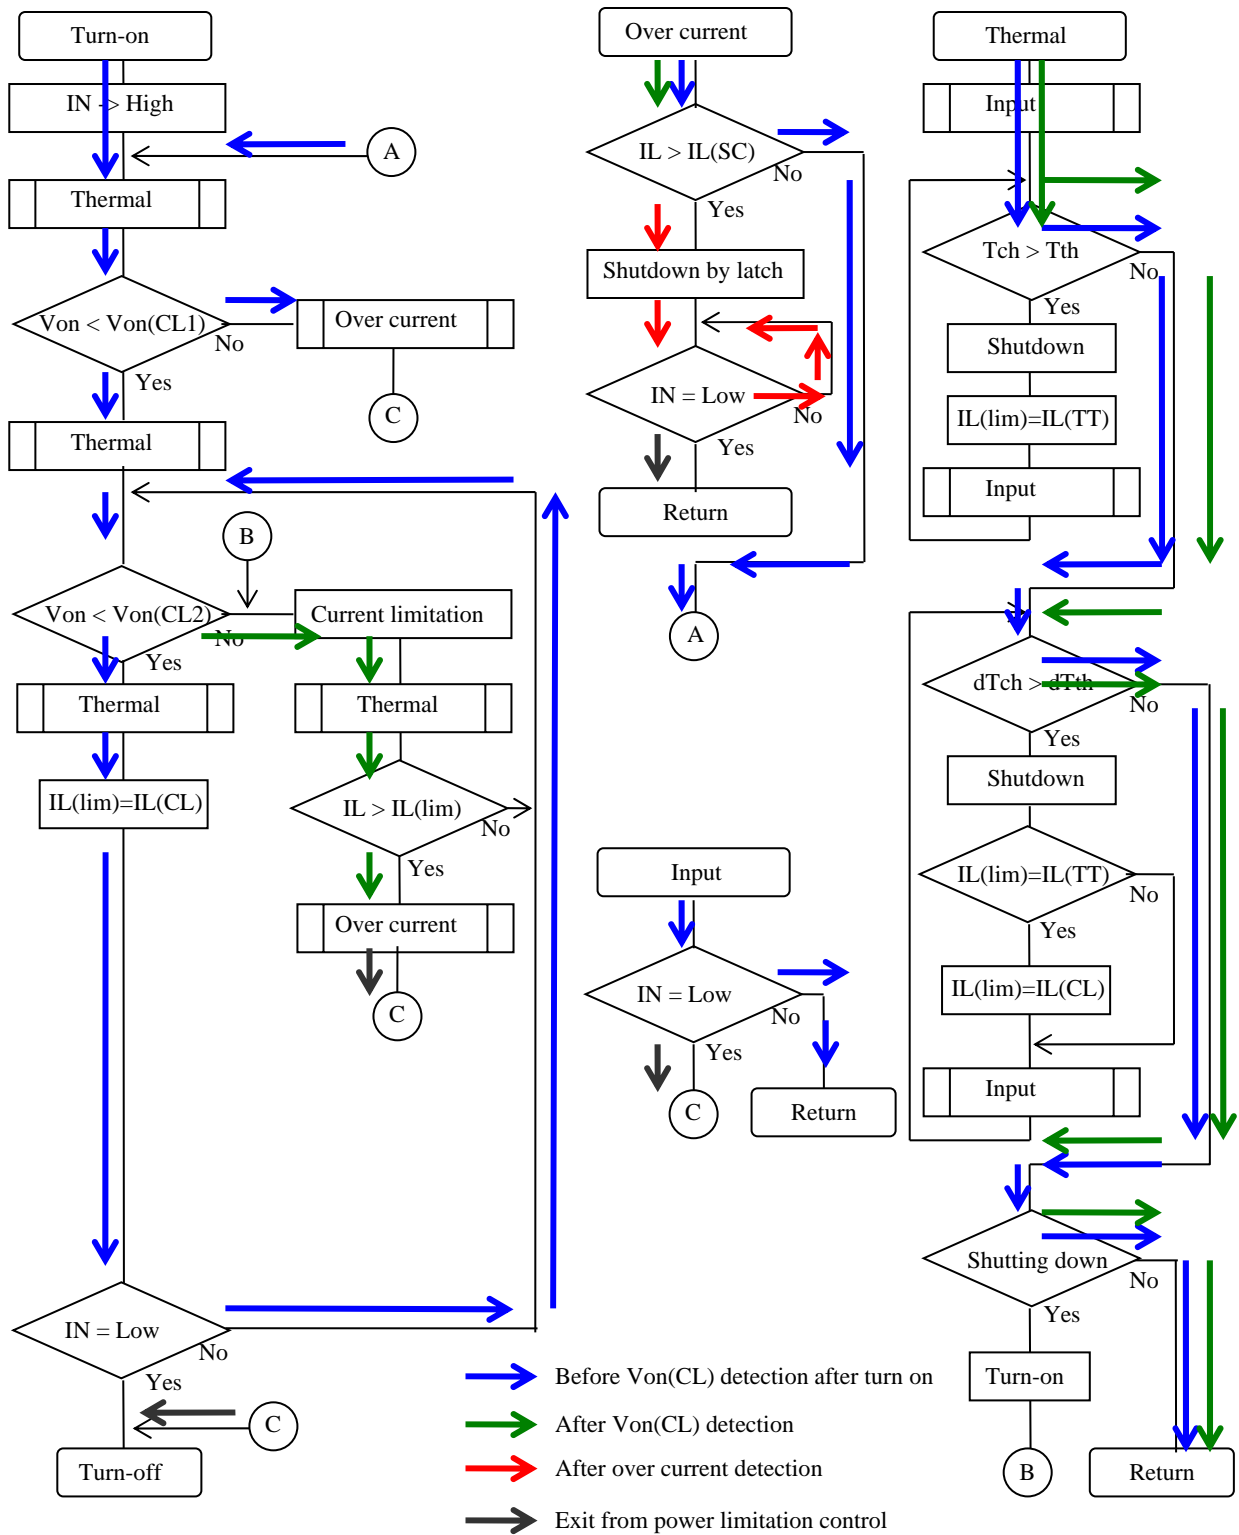 Turn-on
IN -> High
A
Thermal
Von < Von(CL1)
No
Over current
Yes
C
Thermal
B
Von < Von(CL2)
No
Current limitation
Yes
Thermal
Thermal
IL(lim)=IL(CL)
IL > IL(lim)
No
Yes
Over current
C
IN = Low
No
Yes
C
Turn-off
Over current
IL > IL(SC)
No
Yes
Shutdown by latch
IN = Low
No
Yes
Return
A
Input
IN = Low
No
Yes
C
Return
Thermal
Input
Tch > Tth
No
Yes
Shutdown
IL(lim)=IL(TT)
Input
dTch > dTth
No
Yes
Shutdown
IL(lim)=IL(TT)
No
Yes
IL(lim)=IL(CL)
Input
Shutting down
No
Yes
Turn-on
B
Return
Before Von(CL) detection after turn on
After Von(CL) detection
After over current detection
Exit from power limitation control